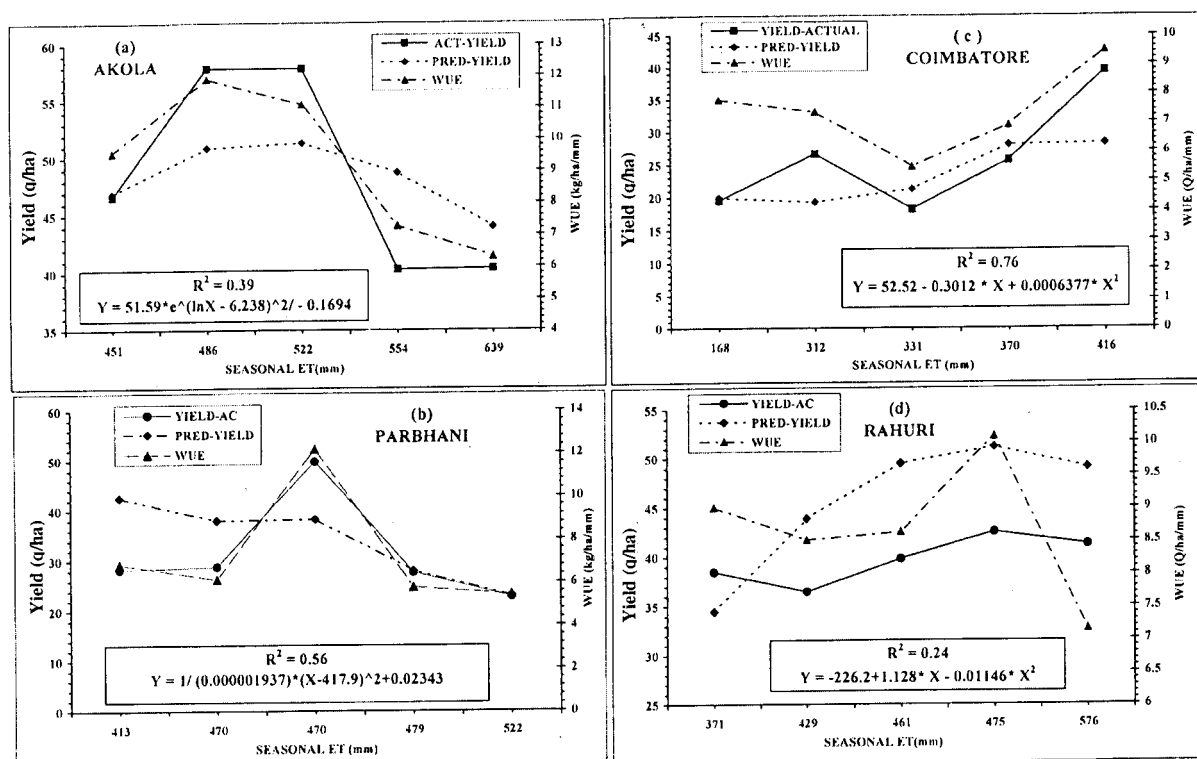 (a)
AKOLA
ACT-YIELD
PRED-YIELD
WUE
60
55
50
45
40
35
Yield (q/ha)
13
12
11
10
9
8
7
6
5
4
WUE (kg/ha/mm)
R² = 0.39
Y = 51.59*e^(lnX - 6.238)^2/ - 0.1694
451 486 522 554 639
SEASONAL ET(mm)
(c)
COIMBATORE
YIELD-ACTUAL
PRED-YIELD
WUE
45
40
35
30
25
20
15
10
5
0
Yield (q/ha)
10
9
8
7
6
5
4
3
2
1
0
WUE (Q/ha/mm)
R² = 0.76
Y = 52.52 - 0.3012 * X + 0.0006377* X²
168 312 331 370 416
SEASONAL ET(mm)
(b)
PARBHANI
YIELD-AC
PRED-YIELD
WUE
60
50
40
30
20
10
0
Yield (q/ha)
14
12
10
8
6
4
2
0
WUE (kg/ha/mm)
R² = 0.56
Y = 1/ (0.000001937)*(X-417.9)^2+0.02343
413 470 470 479 522
SEASONAL ET(mm)
(d)
RAHURI
YIELD-AC
PRED-YIELD
WUE
55
50
45
40
35
30
25
Yield (q/ha)
10.5
10
9.5
9
8.5
8
7.5
7
6.5
6
WUE (Q/ha/mm)
R² = 0.24
Y = -226.2+1.128* X - 0.01146* X²
371 429 461 475 576
SEASONAL ET(mm)